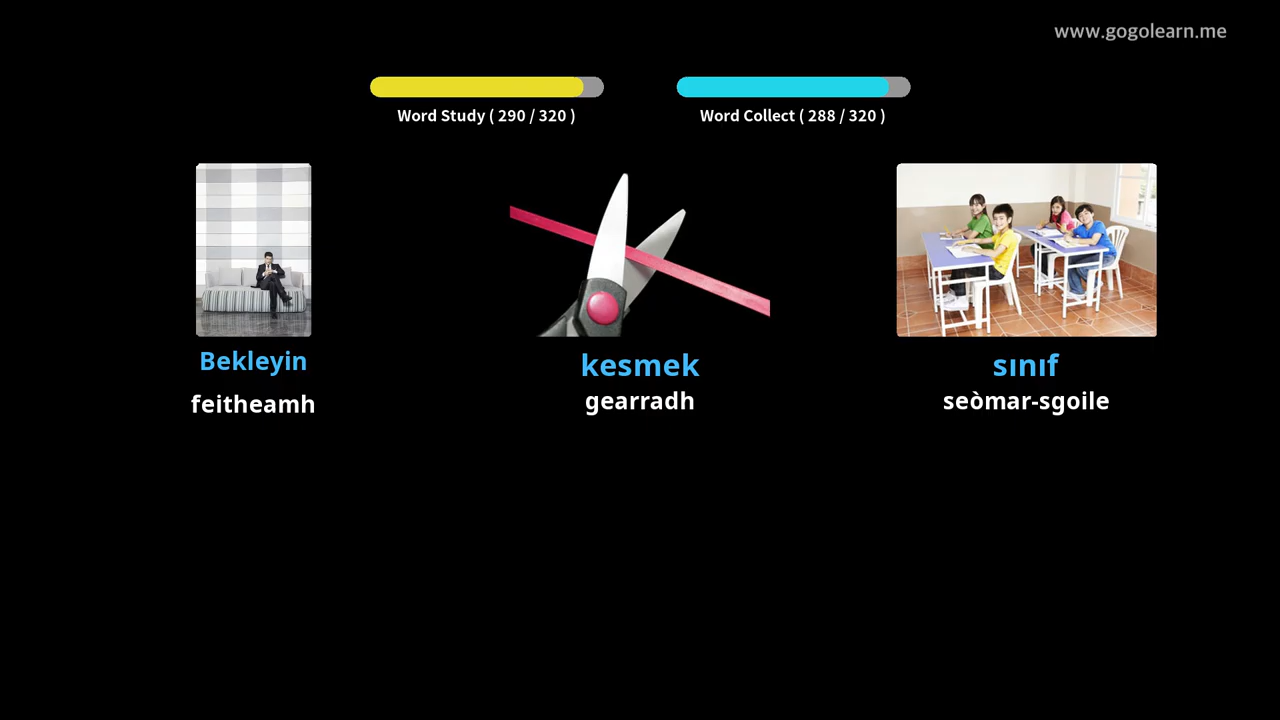 www.gogolearn.me
Word Study ( 290 / 320 )
Word Collect ( 288 / 320 )
Bekleyin
feitheamh
kesmek
gearradh
sınıf
seòmar-sgoile